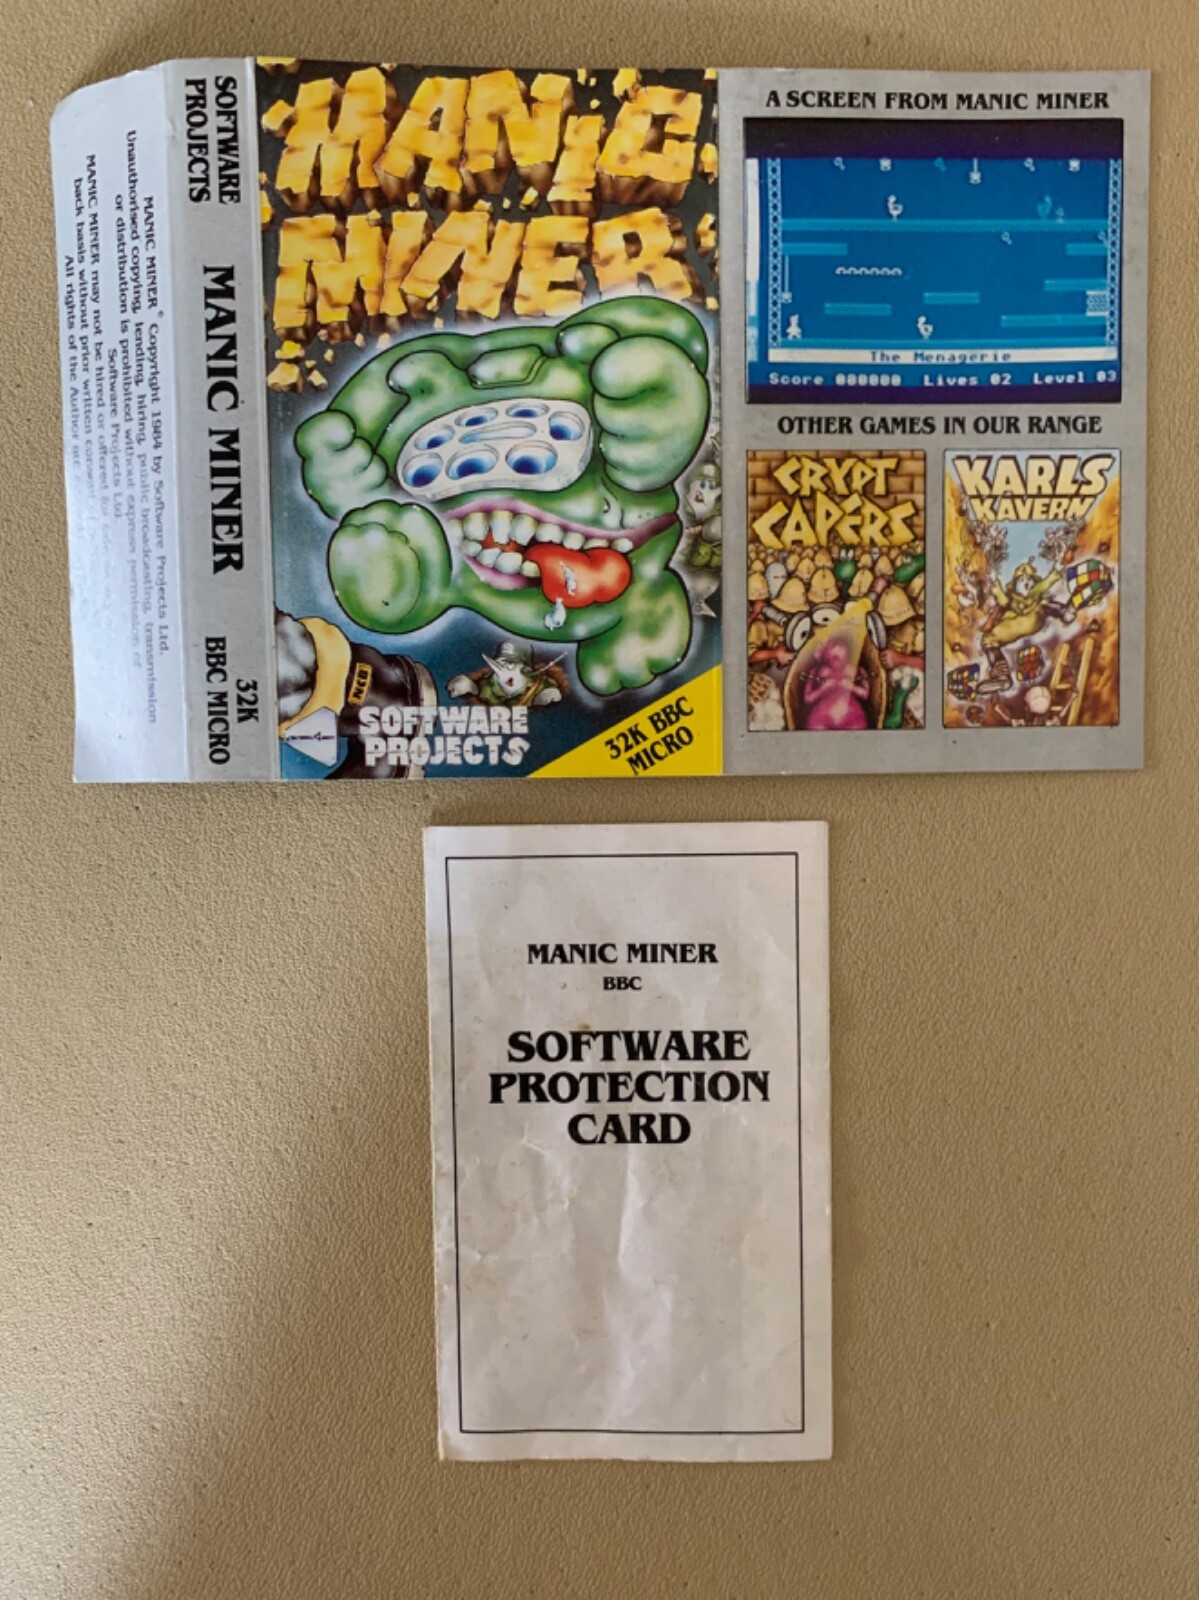 MANIC MINER® Copyright 1984 by Software Projects Ltd.
Unauthorised copying, lending, hiring, public broadcasting, transmission
or distribution is prohibited without express permission of
Software Projects Ltd.
MANIC MINER may not be hired or offered for
back basis without prior written consent
All rights of the Author are
SOFTWARE
PROJECTS
MANIC MINER
32K
BBC MICRO
MANIC
MINER
SOFTWARE
PROJECTS
32K BBC
MICRO
A SCREEN FROM MANIC MINER
The Menagerie
Score 000000 Lives 02 Level 03
OTHER GAMES IN OUR RANGE
CRYPT
CAPERS
KARLS
KAVERN
MANIC MINER
BBC
SOFTWARE
PROTECTION
CARD